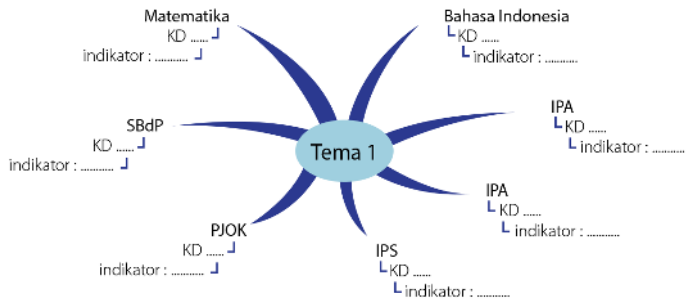 Matematika
KD ......
indikator : ...........
Bahasa Indonesia
KD ......
indikator : ...........
SBdP
KD ......
indikator : ...........
Tema 1
IPA
KD ......
indikator : ...........
IPA
KD ......
indikator : ...........
PJOK
KD ......
indikator : ...........
IPS
KD ......
indikator : ...........